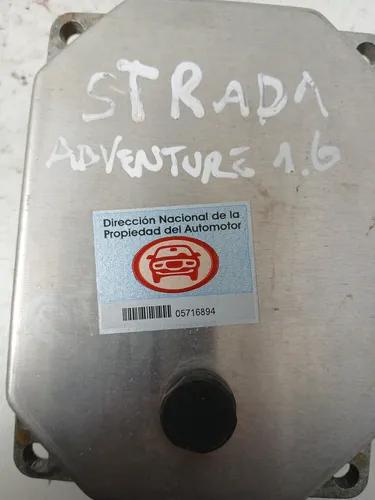 STRADA
ADVENTURE 1.6
Dirección Nacional de la
Propiedad del Automotor
05716894